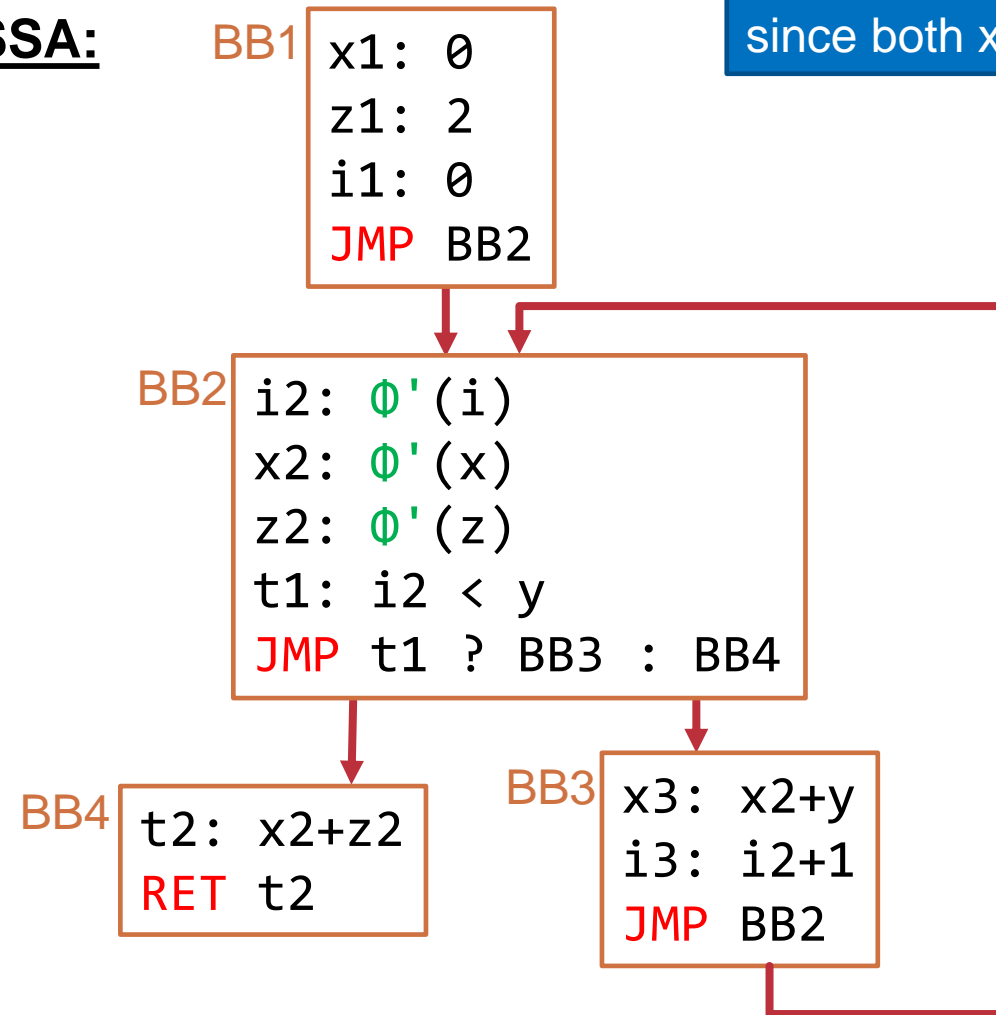 SSA:
since both x
BB1
x1: 0
z1: 2
i1: 0
JMP BB2
BB2
i2: Φ'(i)
x2: Φ'(x)
z2: Φ'(z)
t1: i2 < y
JMP t1 ? BB3 : BB4
BB4
t2: x2+z2
RET t2
BB3
x3: x2+y
i3: i2+1
JMP BB2